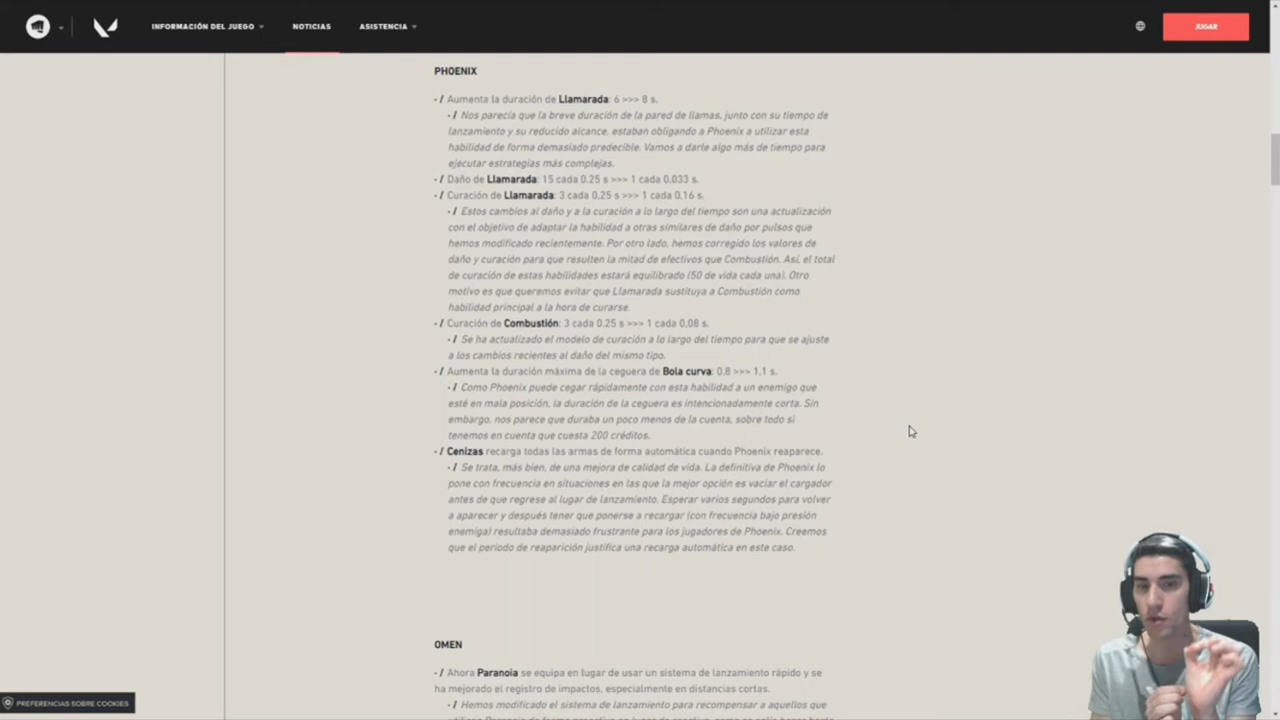 INFORMACIÓN DEL JUEGO
NOTICIAS
ASISTENCIA
JUGAR
PHOENIX
· / Aumenta la duración de Llamarada: 6 >>> 8 s.
· / Nos parecía que la breve duración de la pared de llamas, junto con su tiempo de
lanzamiento y su reducido alcance, estaban obligando a Phoenix a utilizar esta
habilidad de forma demasiado predecible. Vamos a darle algo más de tiempo para
ejecutar estrategias más complejas.
· / Daño de Llamarada: 15 cada 0,25 s >>> 1 cada 0,033 s.
· / Curación de Llamarada: 3 cada 0,25 s >>> 1 cada 0,16 s.
· / Estos cambios al daño y a la curación a lo largo del tiempo son una actualización
con el objetivo de adaptar la habilidad a otras similares de daño por pulsos que
hemos modificado recientemente. Por otro lado, hemos corregido los valores de
daño y curación para que resulten la mitad de efectivos que Combustión. Así, el total
de curación de estas habilidades estará equilibrado (50 de vida cada una). Otro
motivo es que queremos evitar que Llamarada sustituya a Combustión como
habilidad principal a la hora de curarse.
· / Curación de Combustión: 3 cada 0,25 s >>> 1 cada 0,08 s.
· / Se ha actualizado el modelo de curación a lo largo del tiempo para que se ajuste
a los cambios recientes al daño del mismo tipo.
· / Aumenta la duración máxima de la ceguera de Bola curva: 0.8 >>> 1.1 s.
· / Como Phoenix puede cegar rápidamente con esta habilidad a un enemigo que
esté en mala posición, la duración de la ceguera es intencionadamente corta. Sin
embargo, nos parece que duraba un poco menos de la cuenta, sobre todo si
tenemos en cuenta que cuesta 200 créditos.
· / Cenizas recarga todas las armas de forma automática cuando Phoenix reaparece.
· / Se trata, más bien, de una mejora de calidad de vida. La definitiva de Phoenix lo
pone con frecuencia en situaciones en las que la mejor opción es vaciar el cargador
antes de que regrese al lugar de lanzamiento. Esperar varios segundos para volver
a aparecer y después tener que ponerse a recargar (con frecuencia bajo presión
enemiga) resultaba demasiado frustrante para los jugadores de Phoenix. Creemos
que el periodo de reaparición justifica una recarga automática en este caso.
OMEN
· / Ahora Paranoia se equipa en lugar de usar un sistema de lanzamiento rápido y se
ha mejorado el registro de impactos, especialmente en distancias cortas.
· / Hemos modificado el sistema de lanzamiento para recompensar a aquellos que
PREFERENCIAS SOBRE COOKIES